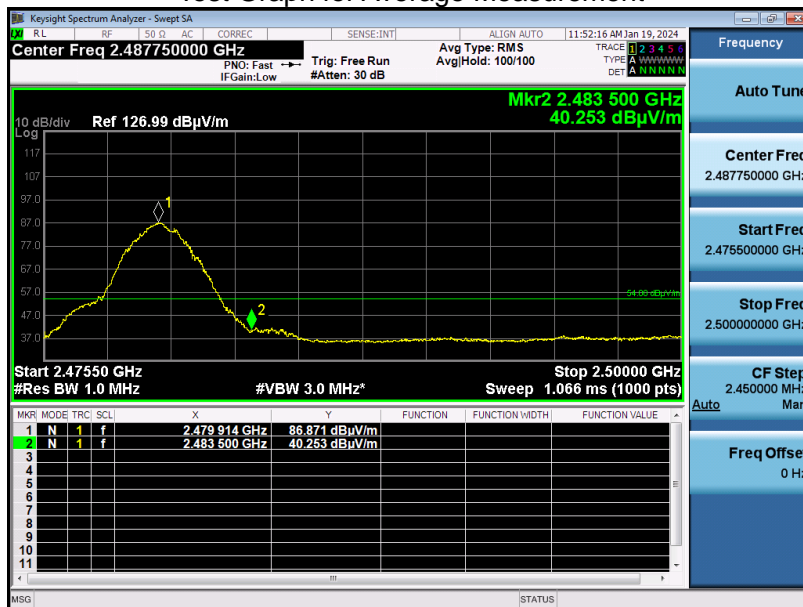 Keysight Spectrum Analyzer - Swept SA
LXI RL RF 50 Ω AC CORREC SENSE:INT ALIGN AUTO 11:52:16 AM Jan 19, 2024
Center Freq 2.487750000 GHz
PNO: Fast
IFGain:Low
Trig: Free Run
#Atten: 30 dB
Avg Type: RMS
Avg|Hold: 100/100
TRACE 1 2 3 4 5 6
TYPE A WWWWW
DET A N N N N N
Mkr2 2.483 500 GHz
40.253 dBµV/m
10 dB/div Ref 126.99 dBµV/m
Log
117
107
97.0
87.0
77.0
67.0
57.0
47.0
37.0
1
2
54.00 dBµV/m
Start 2.47550 GHz Stop 2.50000 GHz
#Res BW 1.0 MHz #VBW 3.0 MHz* Sweep 1.066 ms (1000 pts)
MKR MODE TRC SCL X Y FUNCTION FUNCTION WIDTH FUNCTION VALUE
1 N 1 f 2.479 914 GHz 86.871 dBµV/m
2 N 1 f 2.483 500 GHz 40.253 dBµV/m
3
4
5
6
7
8
9
10
11
MSG STATUS
Frequency
Auto Tune
Center Freq
2.487750000 GHz
Start Freq
2.475500000 GHz
Stop Freq
2.500000000 GHz
CF Step
2.450000 MHz
Auto Man
Freq Offset
0 Hz